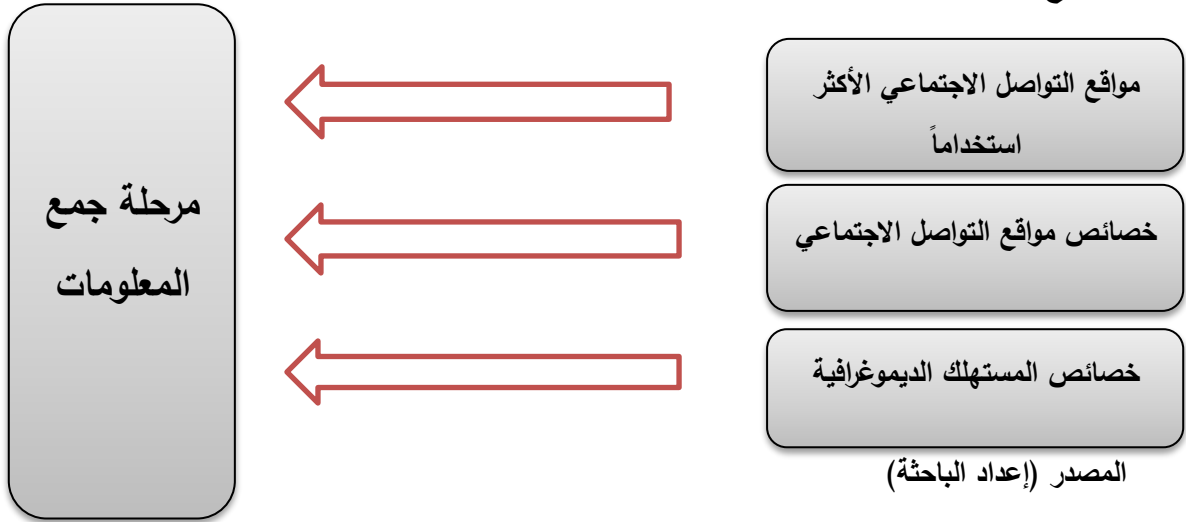 مواقع التواصل الاجتماعي الأكثر
استخداماً
خصائص مواقع التواصل الاجتماعي
خصائص المستهلك الديموغرافية
مرحلة جمع
المعلومات
المصدر (إعداد الباحثة)